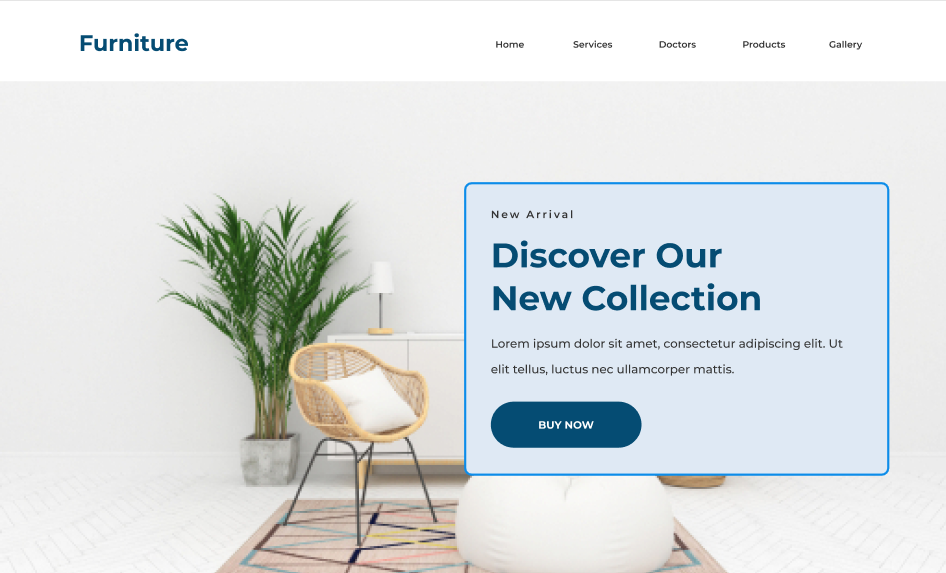 Furniture
Home Services Doctors Products Gallery
New Arrival
Discover Our
New Collection
Lorem ipsum dolor sit amet, consectetur adipiscing elit. Ut
elit tellus, luctus nec ullamcorper mattis.
BUY NOW